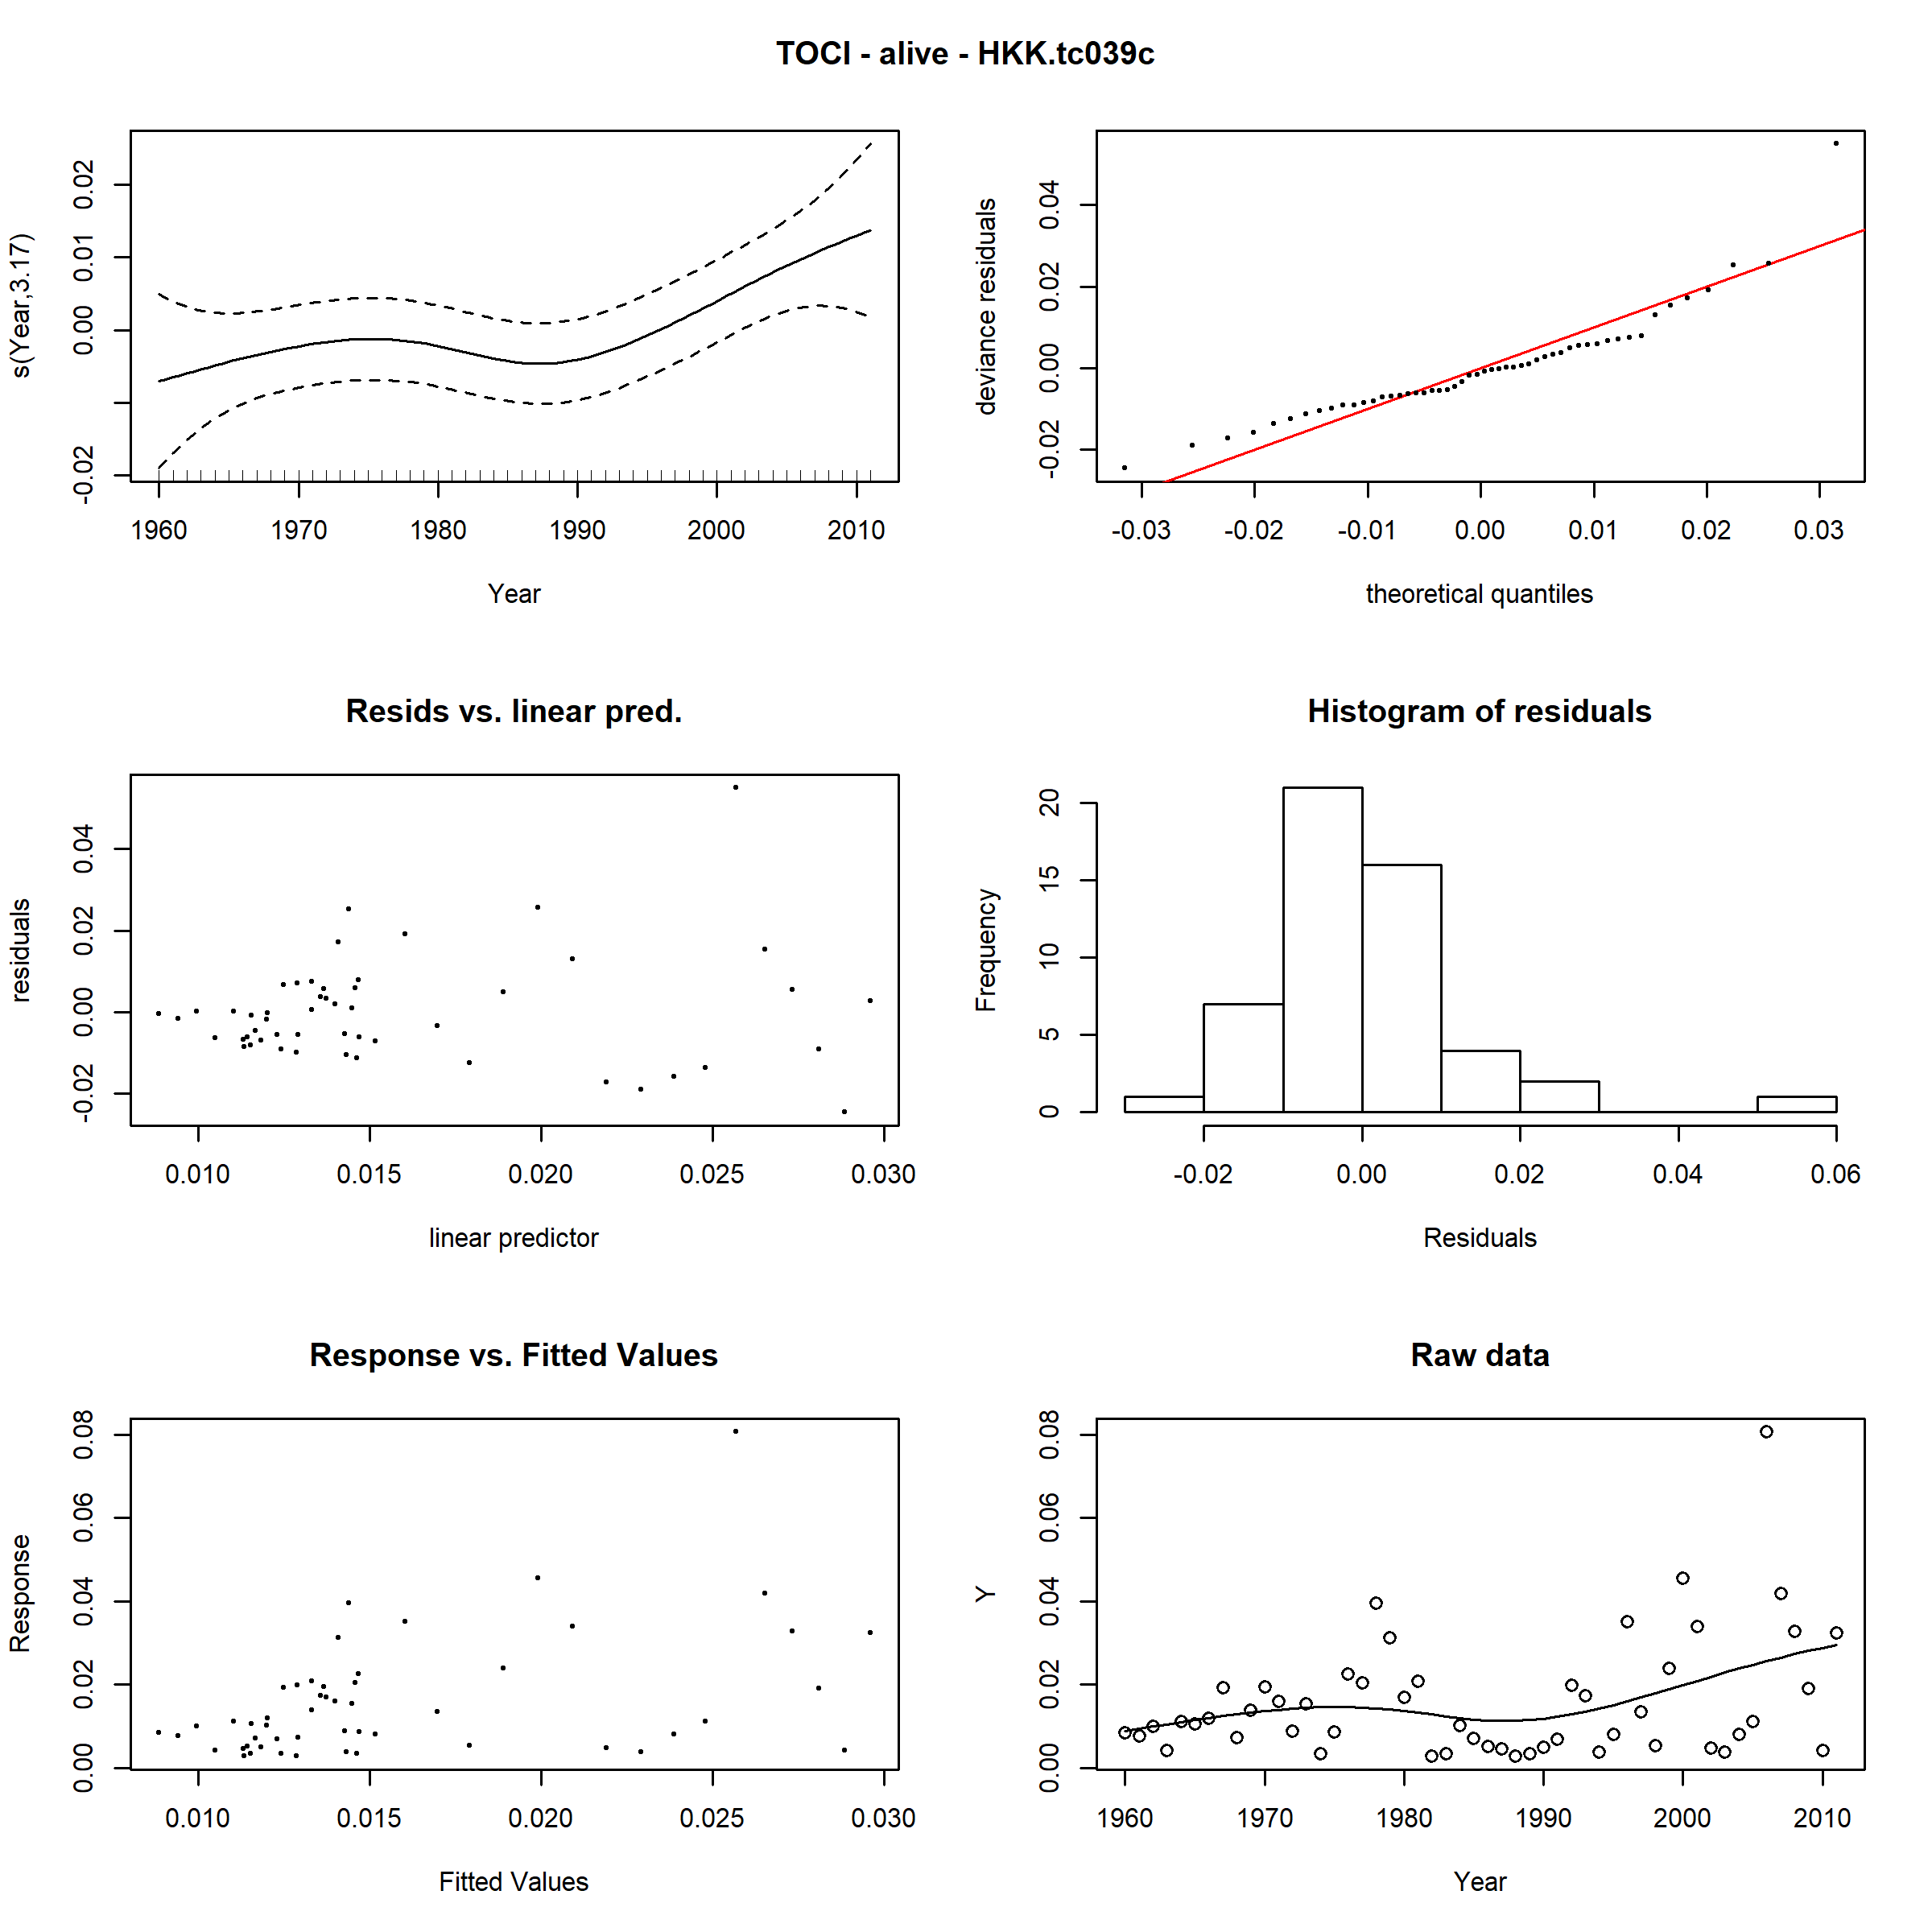 TOCI - alive - HKK.tc039c
s(Year,3.17)
-0.02 0.00 0.01 0.02
1960 1970 1980 1990 2000 2010
Year
deviance residuals
-0.02 0.00 0.02 0.04
-0.03 -0.02 -0.01 0.00 0.01 0.02 0.03
theoretical quantiles
Resids vs. linear pred.
residuals
-0.02 0.00 0.02 0.04
0.010 0.015 0.020 0.025 0.030
linear predictor
Histogram of residuals
Frequency
0 5 10 15 20
-0.02 0.00 0.02 0.04 0.06
Residuals
Response vs. Fitted Values
Response
0.00 0.02 0.04 0.06 0.08
0.010 0.015 0.020 0.025 0.030
Fitted Values
Raw data
Y
0.00 0.02 0.04 0.06 0.08
1960 1970 1980 1990 2000 2010
Year